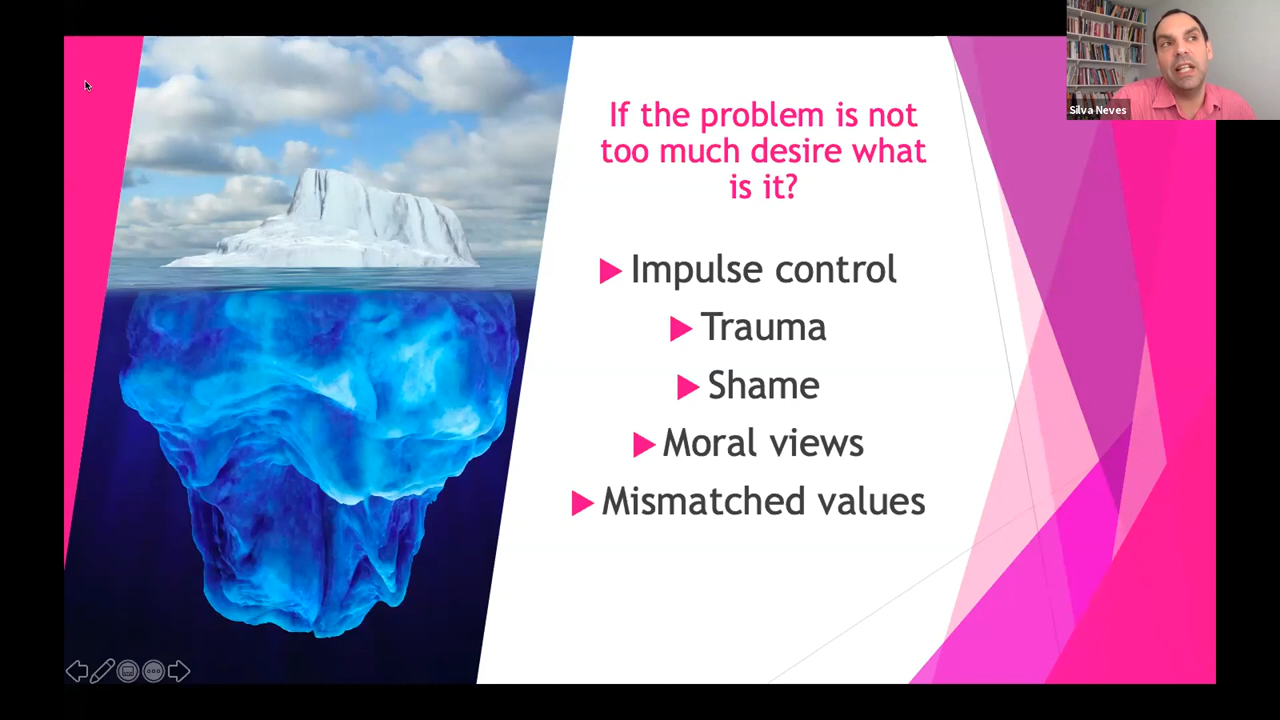 Silva Neves
If the problem is not
too much desire what
is it?
Impulse control
Trauma
Shame
Moral views
Mismatched values